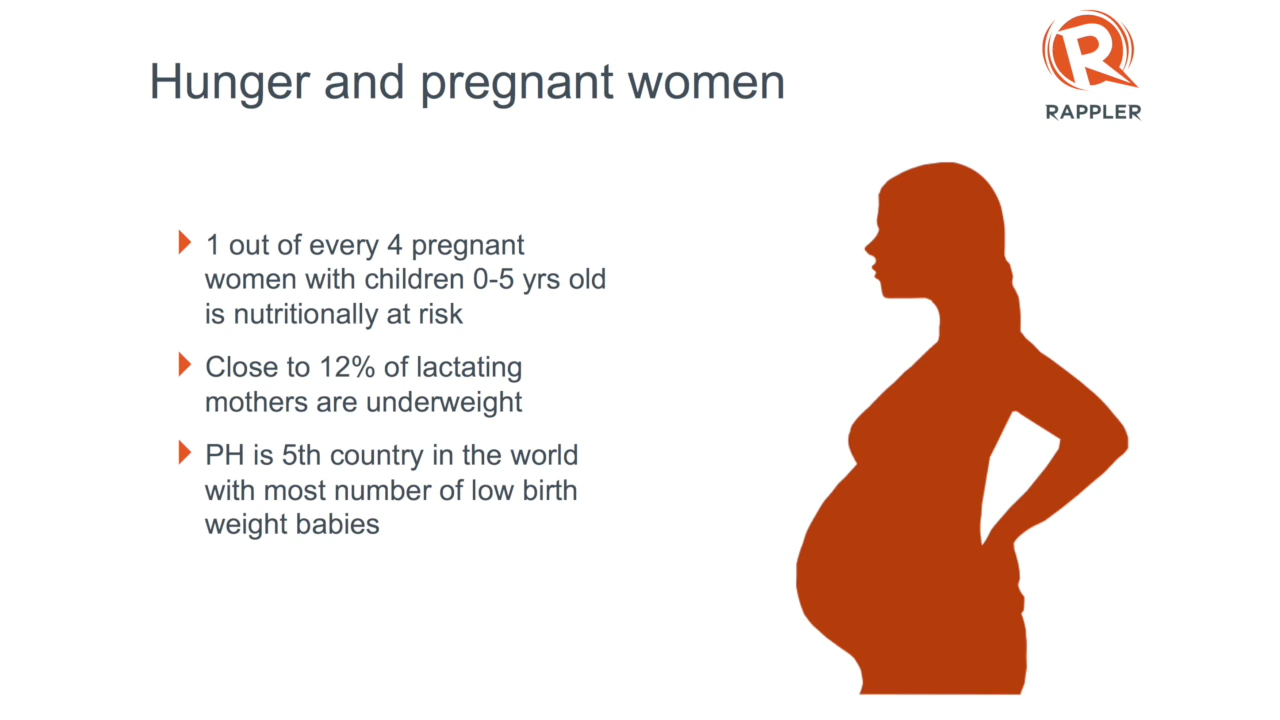 Hunger and pregnant women
RAPPLER
1 out of every 4 pregnant
women with children 0-5 yrs old
is nutritionally at risk
Close to 12% of lactating
mothers are underweight
PH is 5th country in the world
with most number of low birth
weight babies